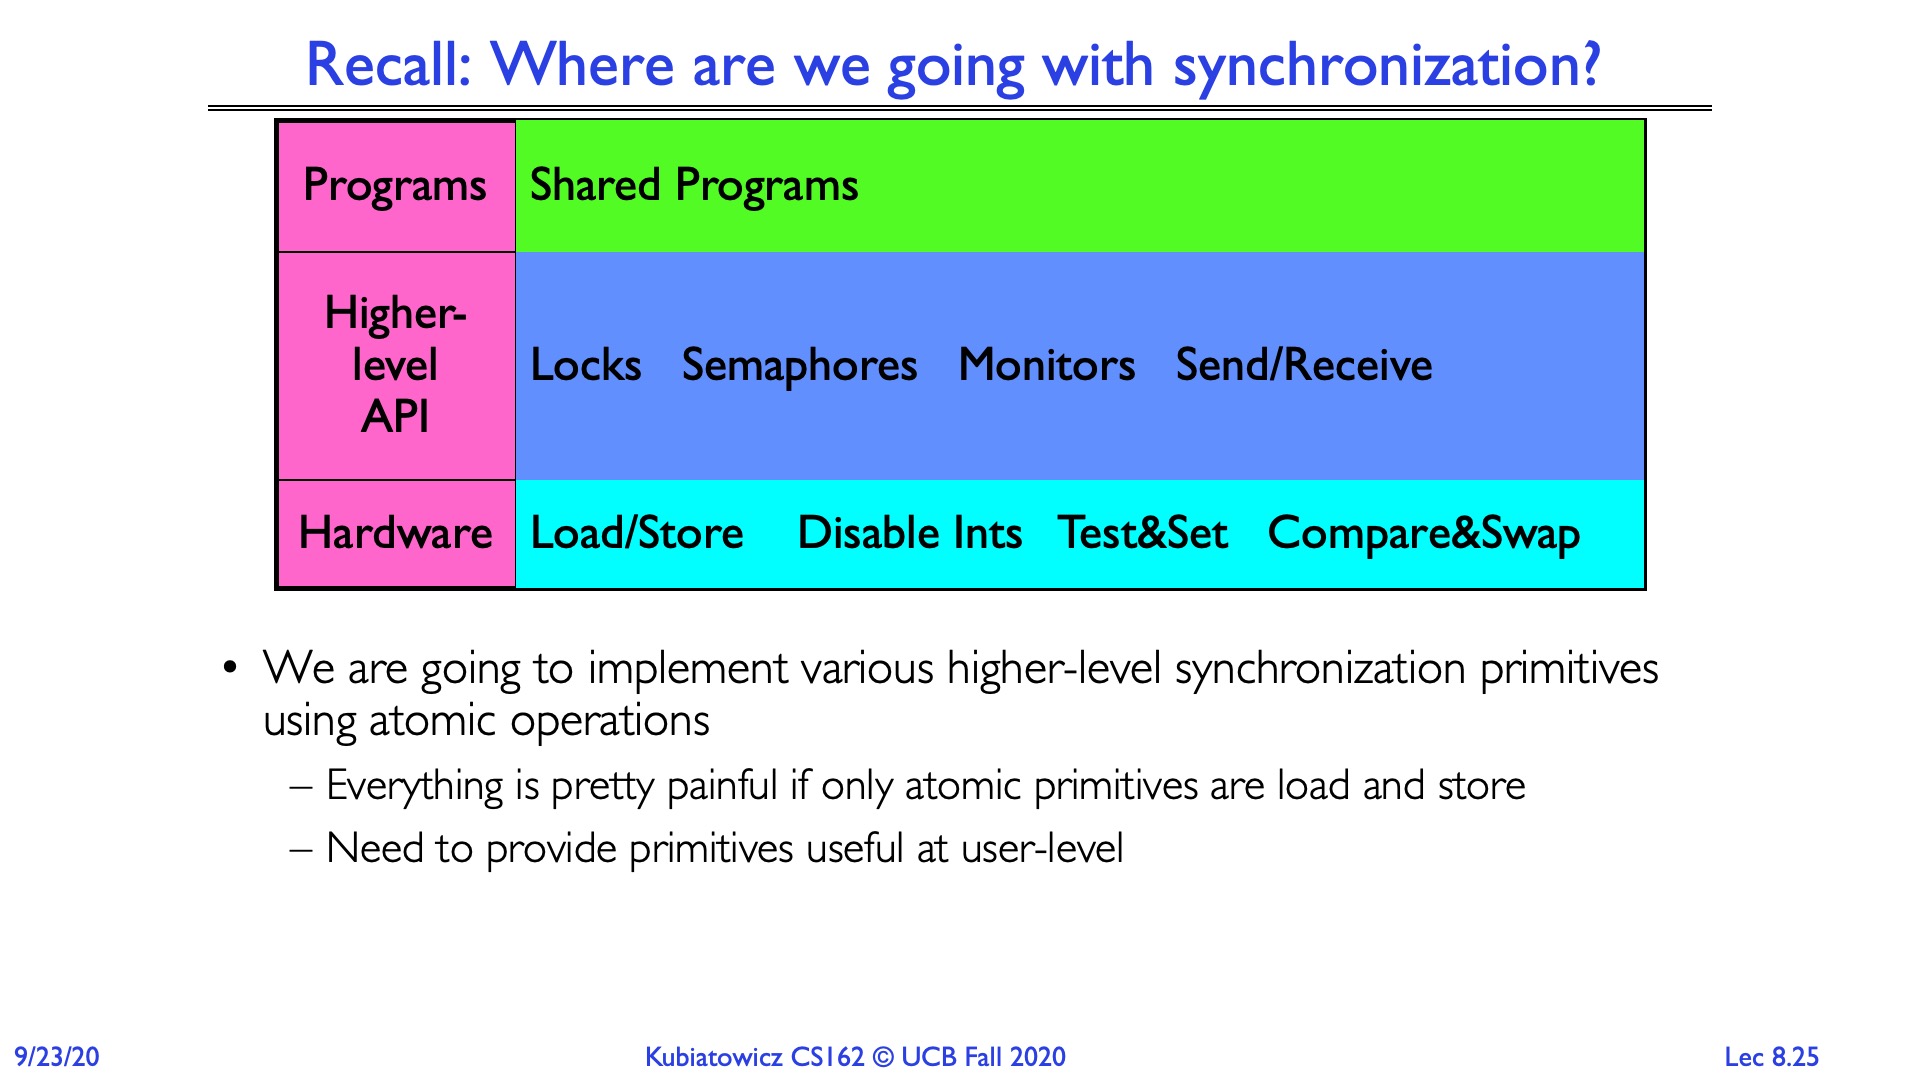 Recall: Where are we going with synchronization?
Programs
Shared Programs
Higher-
level
API
Locks Semaphores Monitors Send/Receive
Hardware
Load/Store Disable Ints Test&Set Compare&Swap
• We are going to implement various higher-level synchronization primitives
using atomic operations
– Everything is pretty painful if only atomic primitives are load and store
– Need to provide primitives useful at user-level
9/23/20
Kubiatowicz CS162 © UCB Fall 2020
Lec 8.25